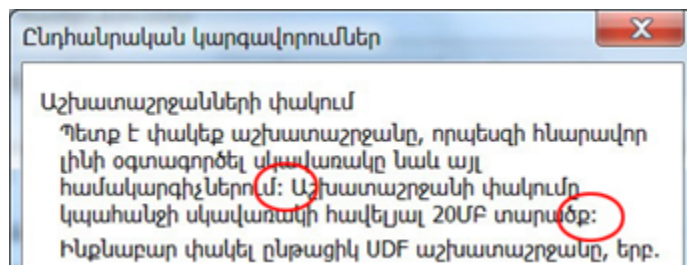 Ընդհանրական կարգավորումներ
Աշխատաշրջանների փակում
Պետք է փակեք աշխատաշրջանը, որպեսզի հնարավոր
լինի օգտագործել սկավառակը նաև այլ
համակարգիչներում: Աշխատաշրջանի փակումը
կպահանջի սկավառակի հավելյալ 20ՄԲ տարածք:
Ինքնաբար փակել ընթացիկ UDF աշխատաշրջանը, երբ.